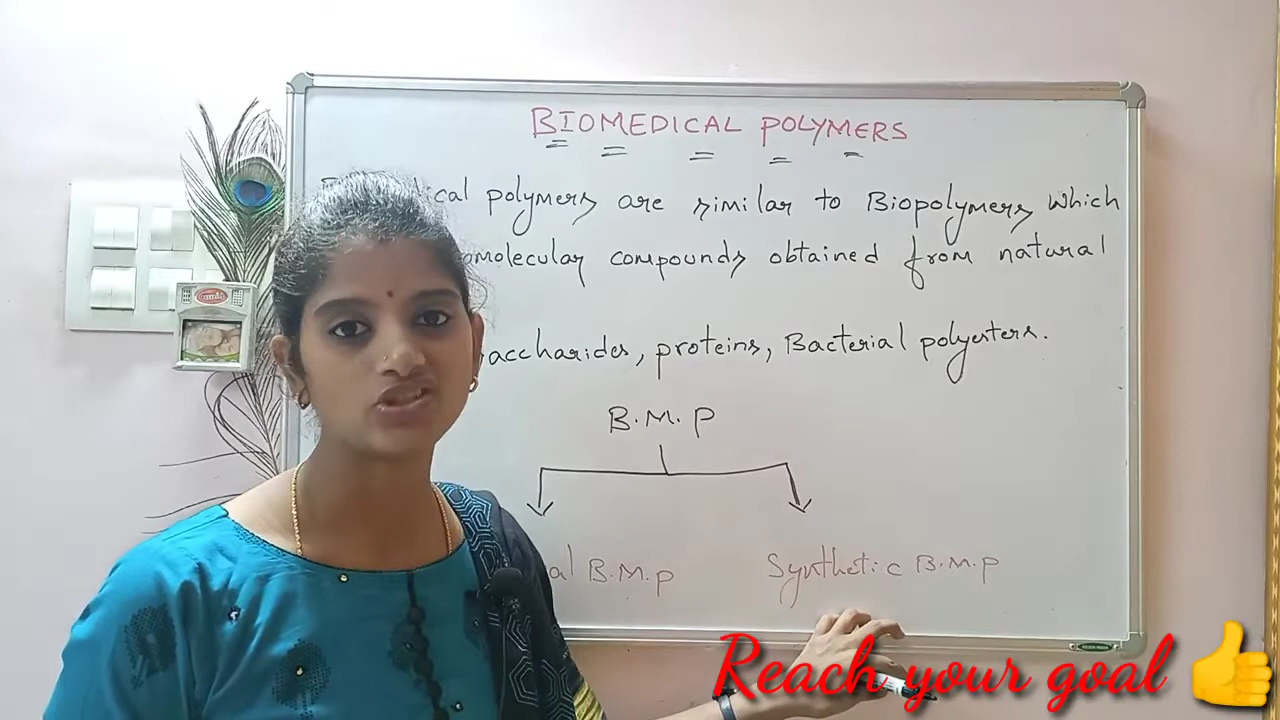 BIOMEDICAL POLYMERS
cal polymers are similar to Biopolymers which
omolecular compounds obtained from natural
accharides, proteins, Bacterial polyesters.
B.M.P
al B.M.P Synthetic B.M.P
Reach your goal 👍